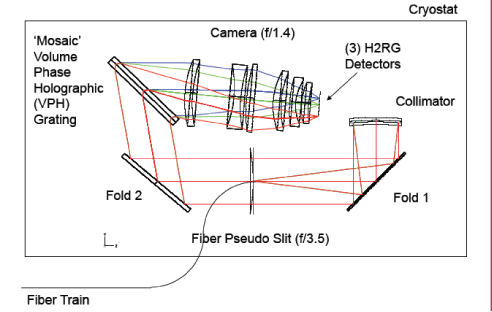 Cryostat
Camera (f/1.4)
'Mosaic'
Volume
Phase
Holographic
(VPH)
Grating
(3) H2RG
Detectors
Collimator
Fold 2
Fold 1
Fiber Pseudo Slit (f/3.5)
Fiber Train